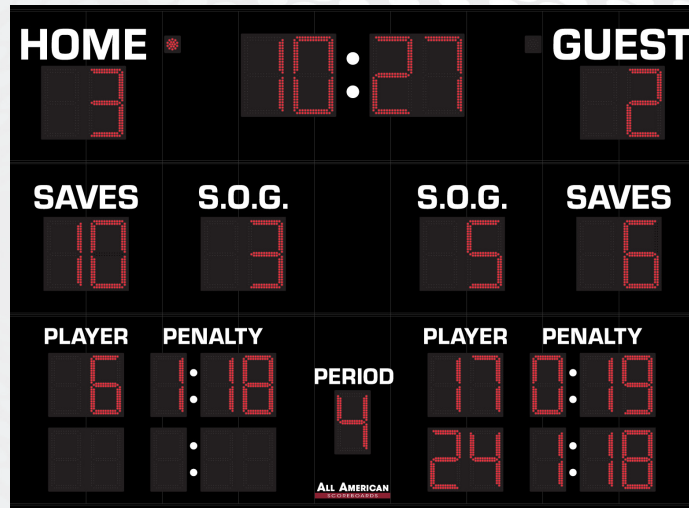 HOME 10:27 GUEST
3 2
SAVES S.O.G. S.O.G. SAVES
10 3 5 6
PLAYER PENALTY PLAYER PENALTY
6 1:18 17 0:19
PERIOD
4
: 24 1:18
ALL AMERICAN
SCOREBOARDS